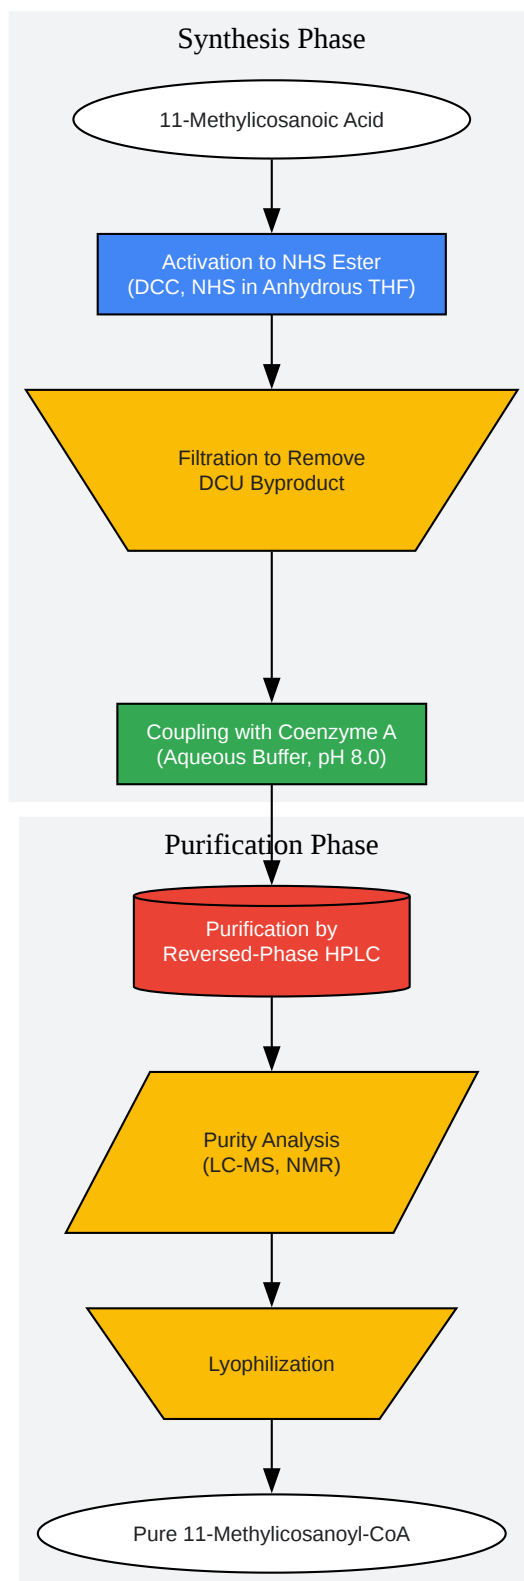 Synthesis Phase
11-Methylicosanoic Acid
Activation to NHS Ester
(DCC, NHS in Anhydrous THF)
Filtration to Remove
DCU Byproduct
Coupling with Coenzyme A
(Aqueous Buffer, pH 8.0)
Purification Phase
Purification by
Reversed-Phase HPLC
Purity Analysis
(LC-MS, NMR)
Lyophilization
Pure 11-Methylicosanoyl-CoA